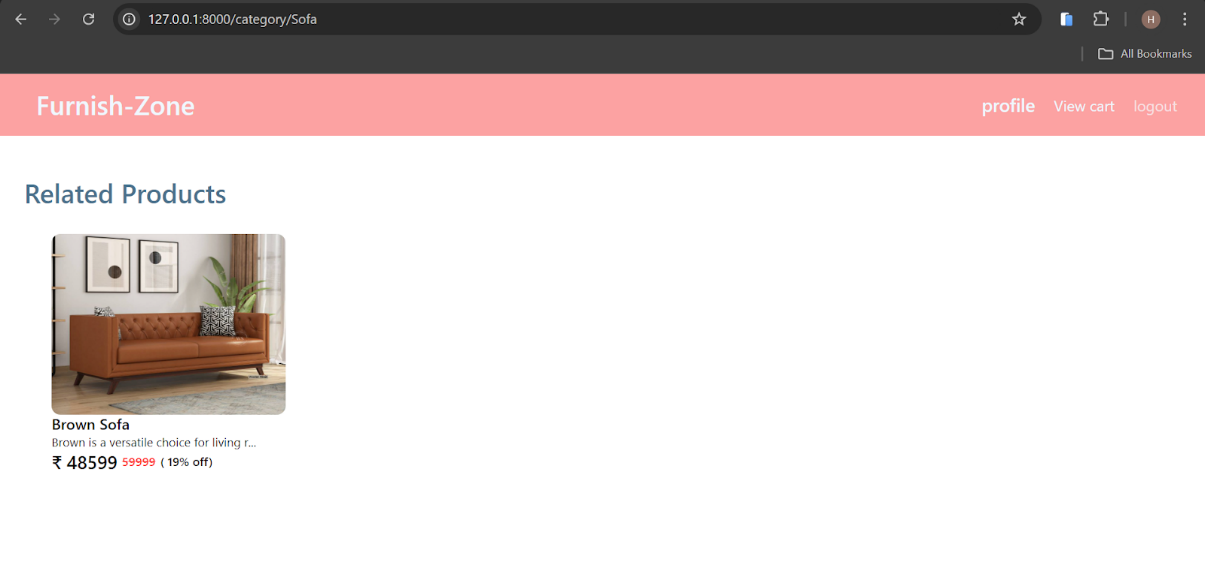 127.0.0.1:8000/category/Sofa
H
All Bookmarks
Furnish-Zone
profile View cart logout
Related Products
Brown Sofa
Brown is a versatile choice for living r...
₹ 48599 59999 ( 19% off)